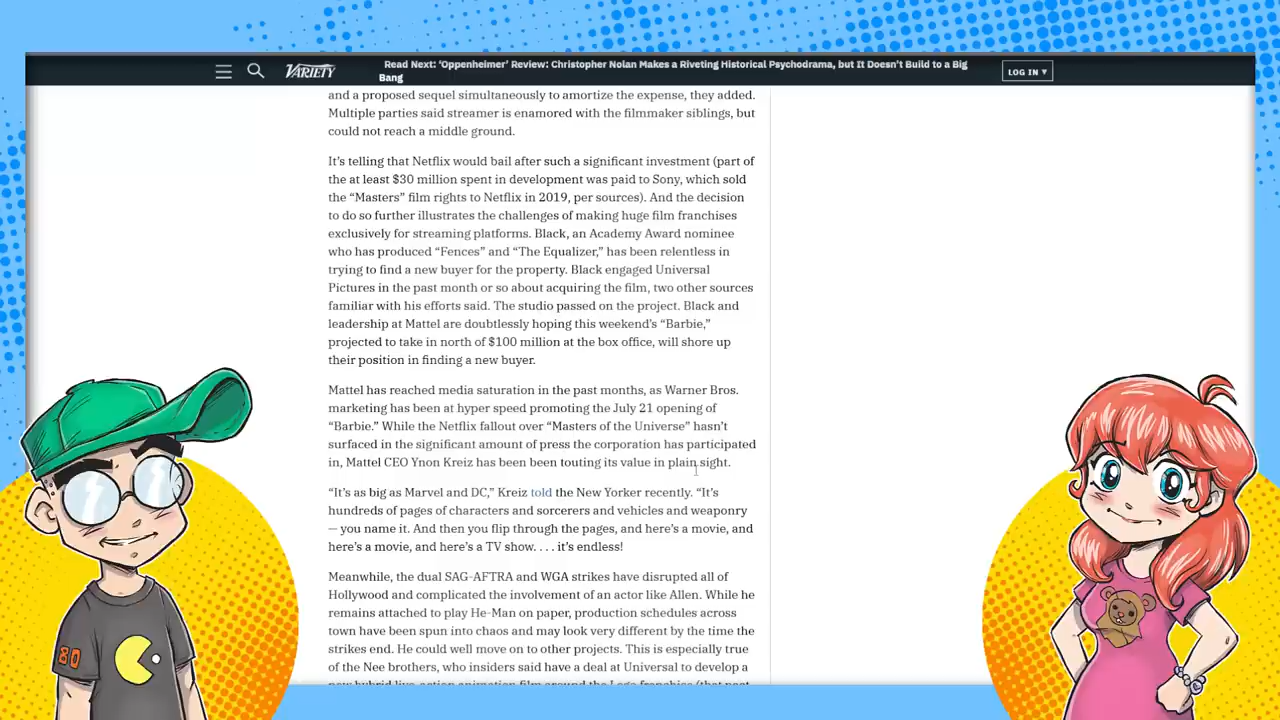 Read Next: ‘Oppenheimer’ Review: Christopher Nolan Makes a Riveting Historical Psychodrama, but It Doesn’t Build to a Big
Bang
VARIETY
LOG IN ▾
and a proposed sequel simultaneously to amortize the expense, they added.
Multiple parties said streamer is enamored with the filmmaker siblings, but
could not reach a middle ground.
It’s telling that Netflix would bail after such a significant investment (part of
the at least $30 million spent in development was paid to Sony, which sold
the “Masters” film rights to Netflix in 2019, per sources). And the decision
to do so further illustrates the challenges of making huge film franchises
exclusively for streaming platforms. Black, an Academy Award nominee
who has produced “Fences” and “The Equalizer,” has been relentless in
trying to find a new buyer for the property. Black engaged Universal
Pictures in the past month or so about acquiring the film, two other sources
familiar with his efforts said. The studio passed on the project. Black and
leadership at Mattel are doubtlessly hoping this weekend’s “Barbie,”
projected to take in north of $100 million at the box office, will shore up
their position in finding a new buyer.
Mattel has reached media saturation in the past months, as Warner Bros.
marketing has been at hyper speed promoting the July 21 opening of
“Barbie.” While the Netflix fallout over “Masters of the Universe” hasn’t
surfaced in the significant amount of press the corporation has participated
in, Mattel CEO Ynon Kreiz has been been touting its value in plain sight.
“It’s as big as Marvel and DC,” Kreiz told the New Yorker recently. “It’s
hundreds of pages of characters and sorcerers and vehicles and weaponry
— you name it. And then you flip through the pages, and here’s a movie, and
here’s a movie, and here’s a TV show. . . . it’s endless!
Meanwhile, the dual SAG-AFTRA and WGA strikes have disrupted all of
Hollywood and complicated the involvement of an actor like Allen. While he
remains attached to play He-Man on paper, production schedules across
town have been spun into chaos and may look very different by the time the
strikes end. He could well move on to other projects. This is especially true
of the Nee brothers, who insiders said have a deal at Universal to develop a
new hybrid live-action animation film around the Lego franchise (that pact
80